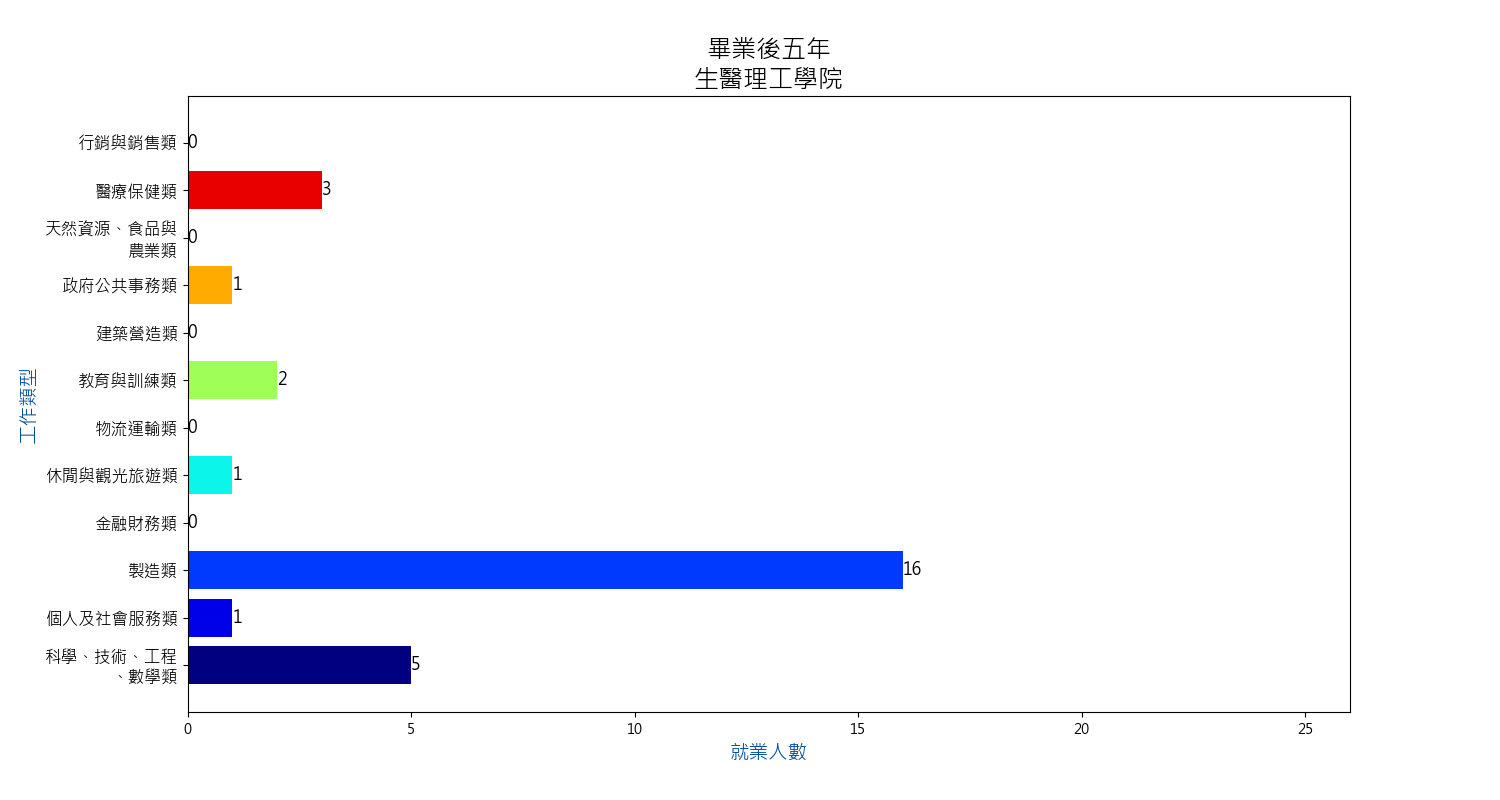 畢業後五年
生醫理工學院
行銷與銷售類
0
醫療保健類
3
天然資源、食品與
農業類
0
政府公共事務類
1
建築營造類
0
教育與訓練類
2
物流運輸類
0
休閒與觀光旅遊類
1
金融財務類
0
製造類
16
個人及社會服務類
1
科學、技術、工程
、數學類
5
工作類型
0
5
10
15
20
25
就業人數